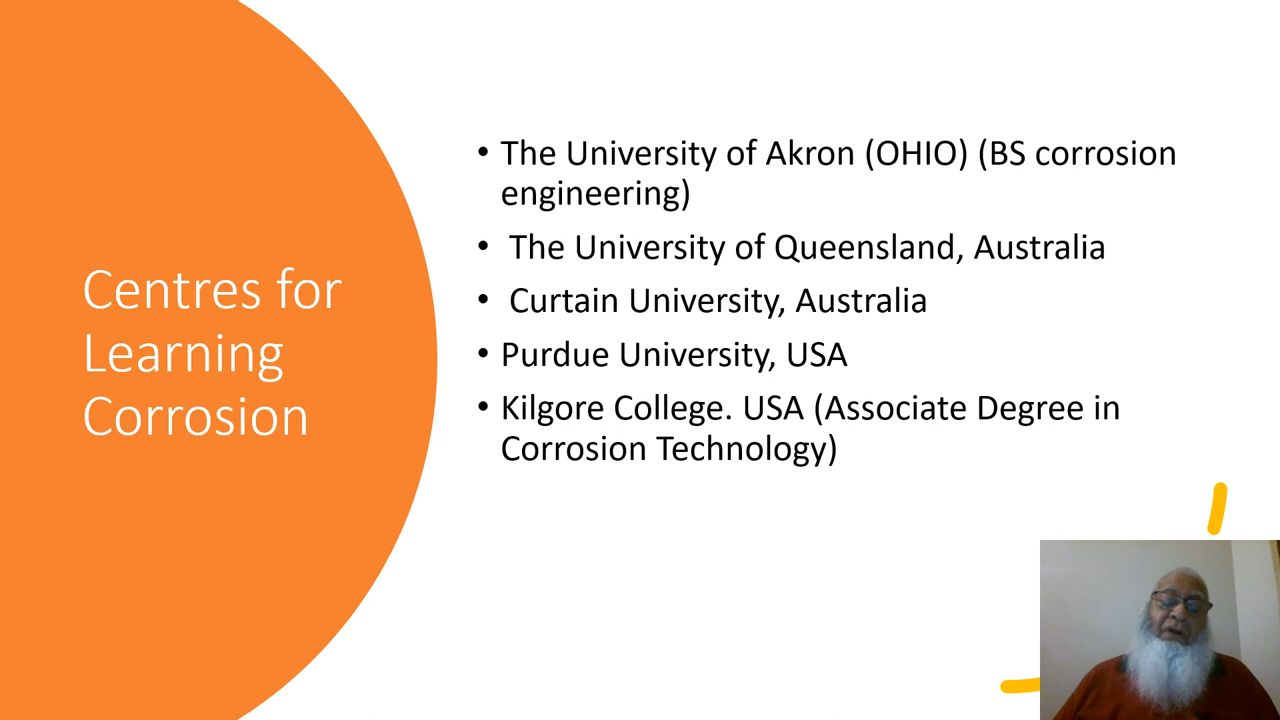 Centres for
Learning
Corrosion
• The University of Akron (OHIO) (BS corrosion
engineering)
• The University of Queensland, Australia
• Curtain University, Australia
• Purdue University, USA
• Kilgore College. USA (Associate Degree in
Corrosion Technology)